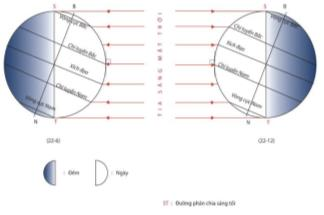 S
B
Vòng cực Bắc
Chí tuyến Bắc
Xích đạo
Chí tuyến Nam
Vòng cực Nam
N
T
(22-6)
TIA SÁNG MẶT TRỜI
S
B
Vòng cực Bắc
Chí tuyến Bắc
Xích đạo
Chí tuyến Nam
Vòng cực Nam
N
T
(22-12)
: Đêm
: Ngày
ST : Đường phân chia sáng tối